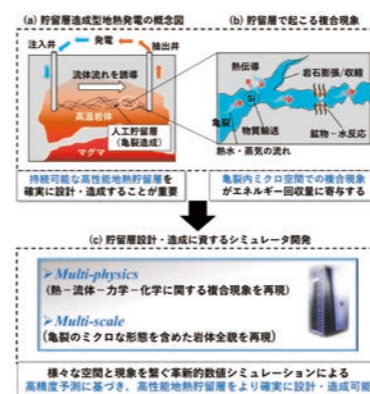 (a) 貯留層造成型地熱発電の概念図
注入井
発電
抽出井
流体流れを誘導
高温岩体
人工貯留層
(亀裂造成)
マグマ
持続可能な高性能地熱貯留層を
確実に設計・造成することが重要
(b) 貯留層で起こる複合現象
熱伝導
岩石膨張/収縮
Si
亀裂
物質輸送
鉱物－水反応
熱水・蒸気の流れ
亀裂内ミクロ空間での複合現象
がエネルギー回収量に寄与する
(c) 貯留層設計・造成に資するシミュレータ開発
➤Multi-physics
(熱－流体－力学－化学に関する複合現象を再現)
➤Multi-scale
(亀裂のミクロな形態を含めた岩体全貌を再現)
様々な空間と現象を繋ぐ革新的数値シミュレーションによる
高精度予測に基づき，高性能地熱貯留層をより確実に設計・造成可能